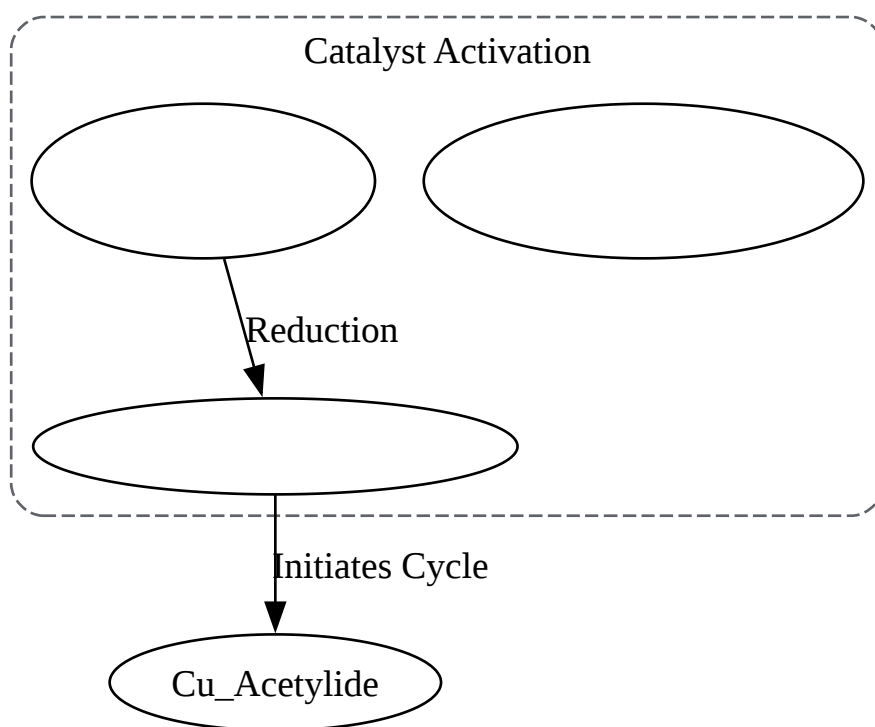 Catalyst Activation
Reduction
Initiates Cycle
Cu_Acetylide